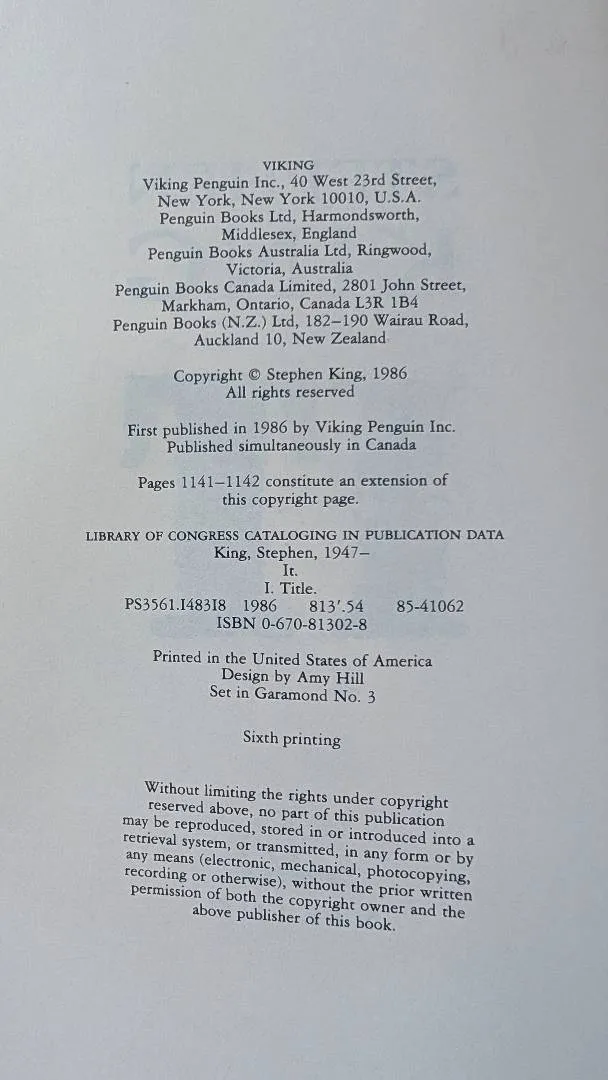 VIKING
Viking Penguin Inc., 40 West 23rd Street,
New York, New York 10010, U.S.A.
Penguin Books Ltd, Harmondsworth,
Middlesex, England
Penguin Books Australia Ltd, Ringwood,
Victoria, Australia
Penguin Books Canada Limited, 2801 John Street,
Markham, Ontario, Canada L3R 1B4
Penguin Books (N.Z.) Ltd, 182–190 Wairau Road,
Auckland 10, New Zealand
Copyright © Stephen King, 1986
All rights reserved
First published in 1986 by Viking Penguin Inc.
Published simultaneously in Canada
Pages 1141–1142 constitute an extension of
this copyright page.
LIBRARY OF CONGRESS CATALOGING IN PUBLICATION DATA
King, Stephen, 1947–
It.
I. Title.
PS3561.I483I8 1986 813'.54 85-41062
ISBN 0-670-81302-8
Printed in the United States of America
Design by Amy Hill
Set in Garamond No. 3
Sixth printing
Without limiting the rights under copyright
reserved above, no part of this publication
may be reproduced, stored in or introduced into a
retrieval system, or transmitted, in any form or by
any means (electronic, mechanical, photocopying,
recording or otherwise), without the prior written
permission of both the copyright owner and the
above publisher of this book.